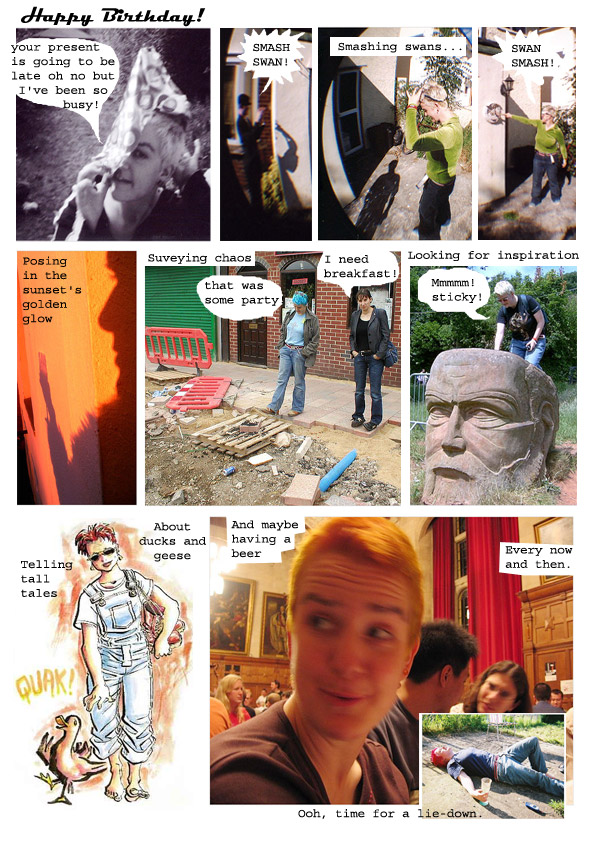 Happy Birthday!
your present
is going to be
late oh no but
I've been so
busy!
SMASH
SWAN!
Smashing swans...
SWAN
SMASH!
Posing
in the
sunset's
golden
glow
Suveying chaos
that was
some party
I need
breakfast!
Looking for inspiration
Mmmmm!
sticky!
Telling
tall
tales
About
ducks and
geese
QUAK!
And maybe
having a
beer
Every now
and then.
Ooh, time for a lie-down.